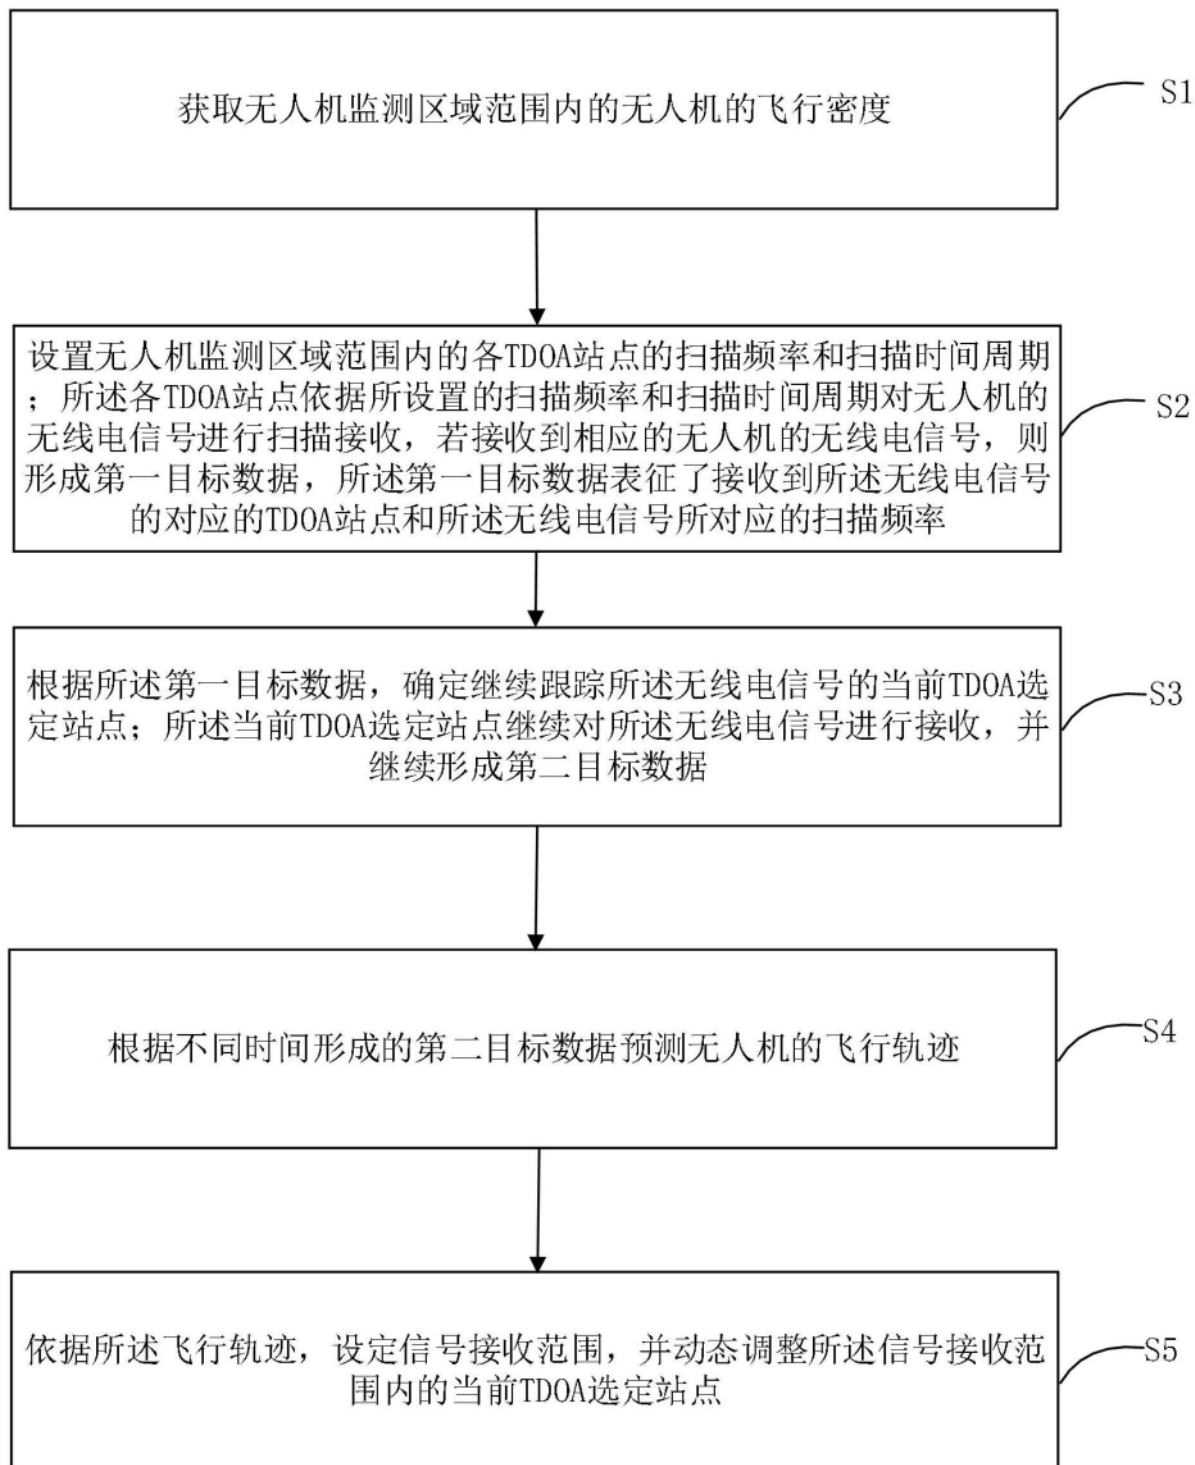 获取无人机监测区域范围内的无人机的飞行密度
S1
设置无人机监测区域范围内的各TDOA站点的扫描频率和扫描时间周期
；所述各TDOA站点依据所设置的扫描频率和扫描时间周期对无人机的
无线电信号进行扫描接收，若接收到相应的无人机的无线电信号，则
形成第一目标数据，所述第一目标数据表征了接收到所述无线电信号
的对应的TDOA站点和所述无线电信号所对应的扫描频率
S2
根据所述第一目标数据，确定继续跟踪所述无线电信号的当前TDOA选
定站点；所述当前TDOA选定站点继续对所述无线电信号进行接收，并
继续形成第二目标数据
S3
根据不同时间形成的第二目标数据预测无人机的飞行轨迹
S4
依据所述飞行轨迹，设定信号接收范围，并动态调整所述信号接收范
围内的当前TDOA选定站点
S5